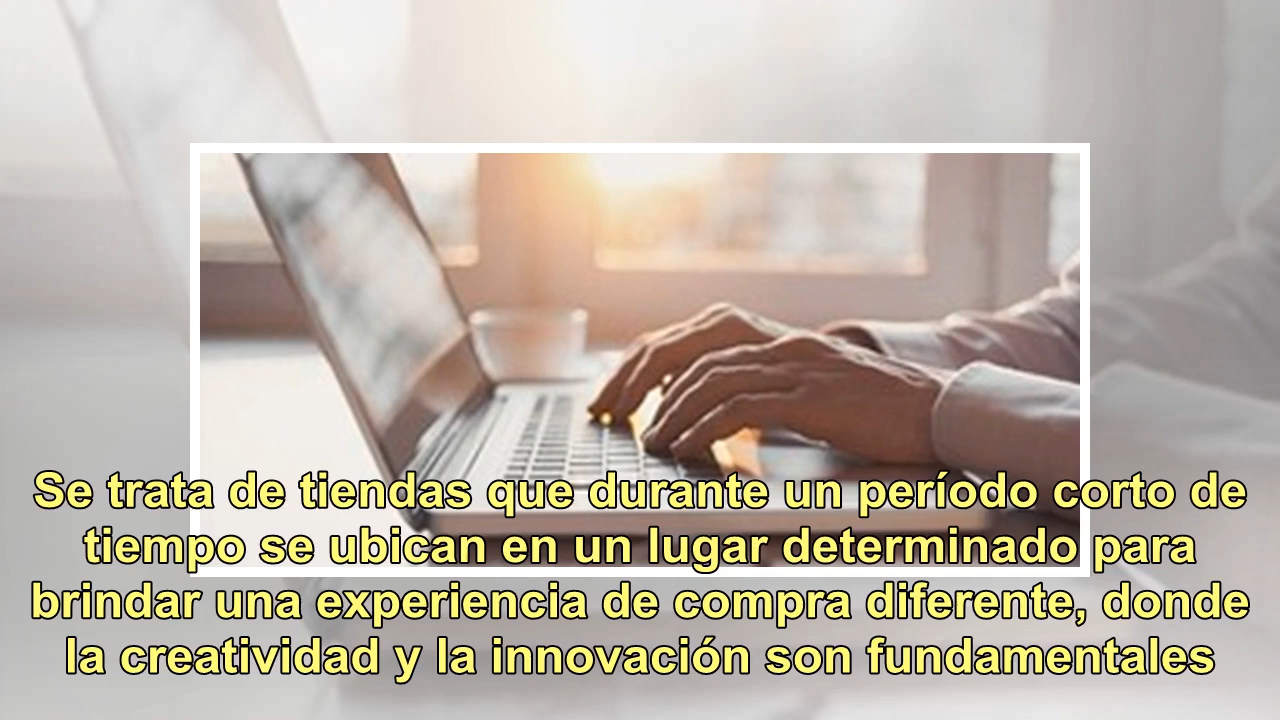 Se trata de tiendas que durante un período corto de
tiempo se ubican en un lugar determinado para
brindar una experiencia de compra diferente, donde
la creatividad y la innovación son fundamentales